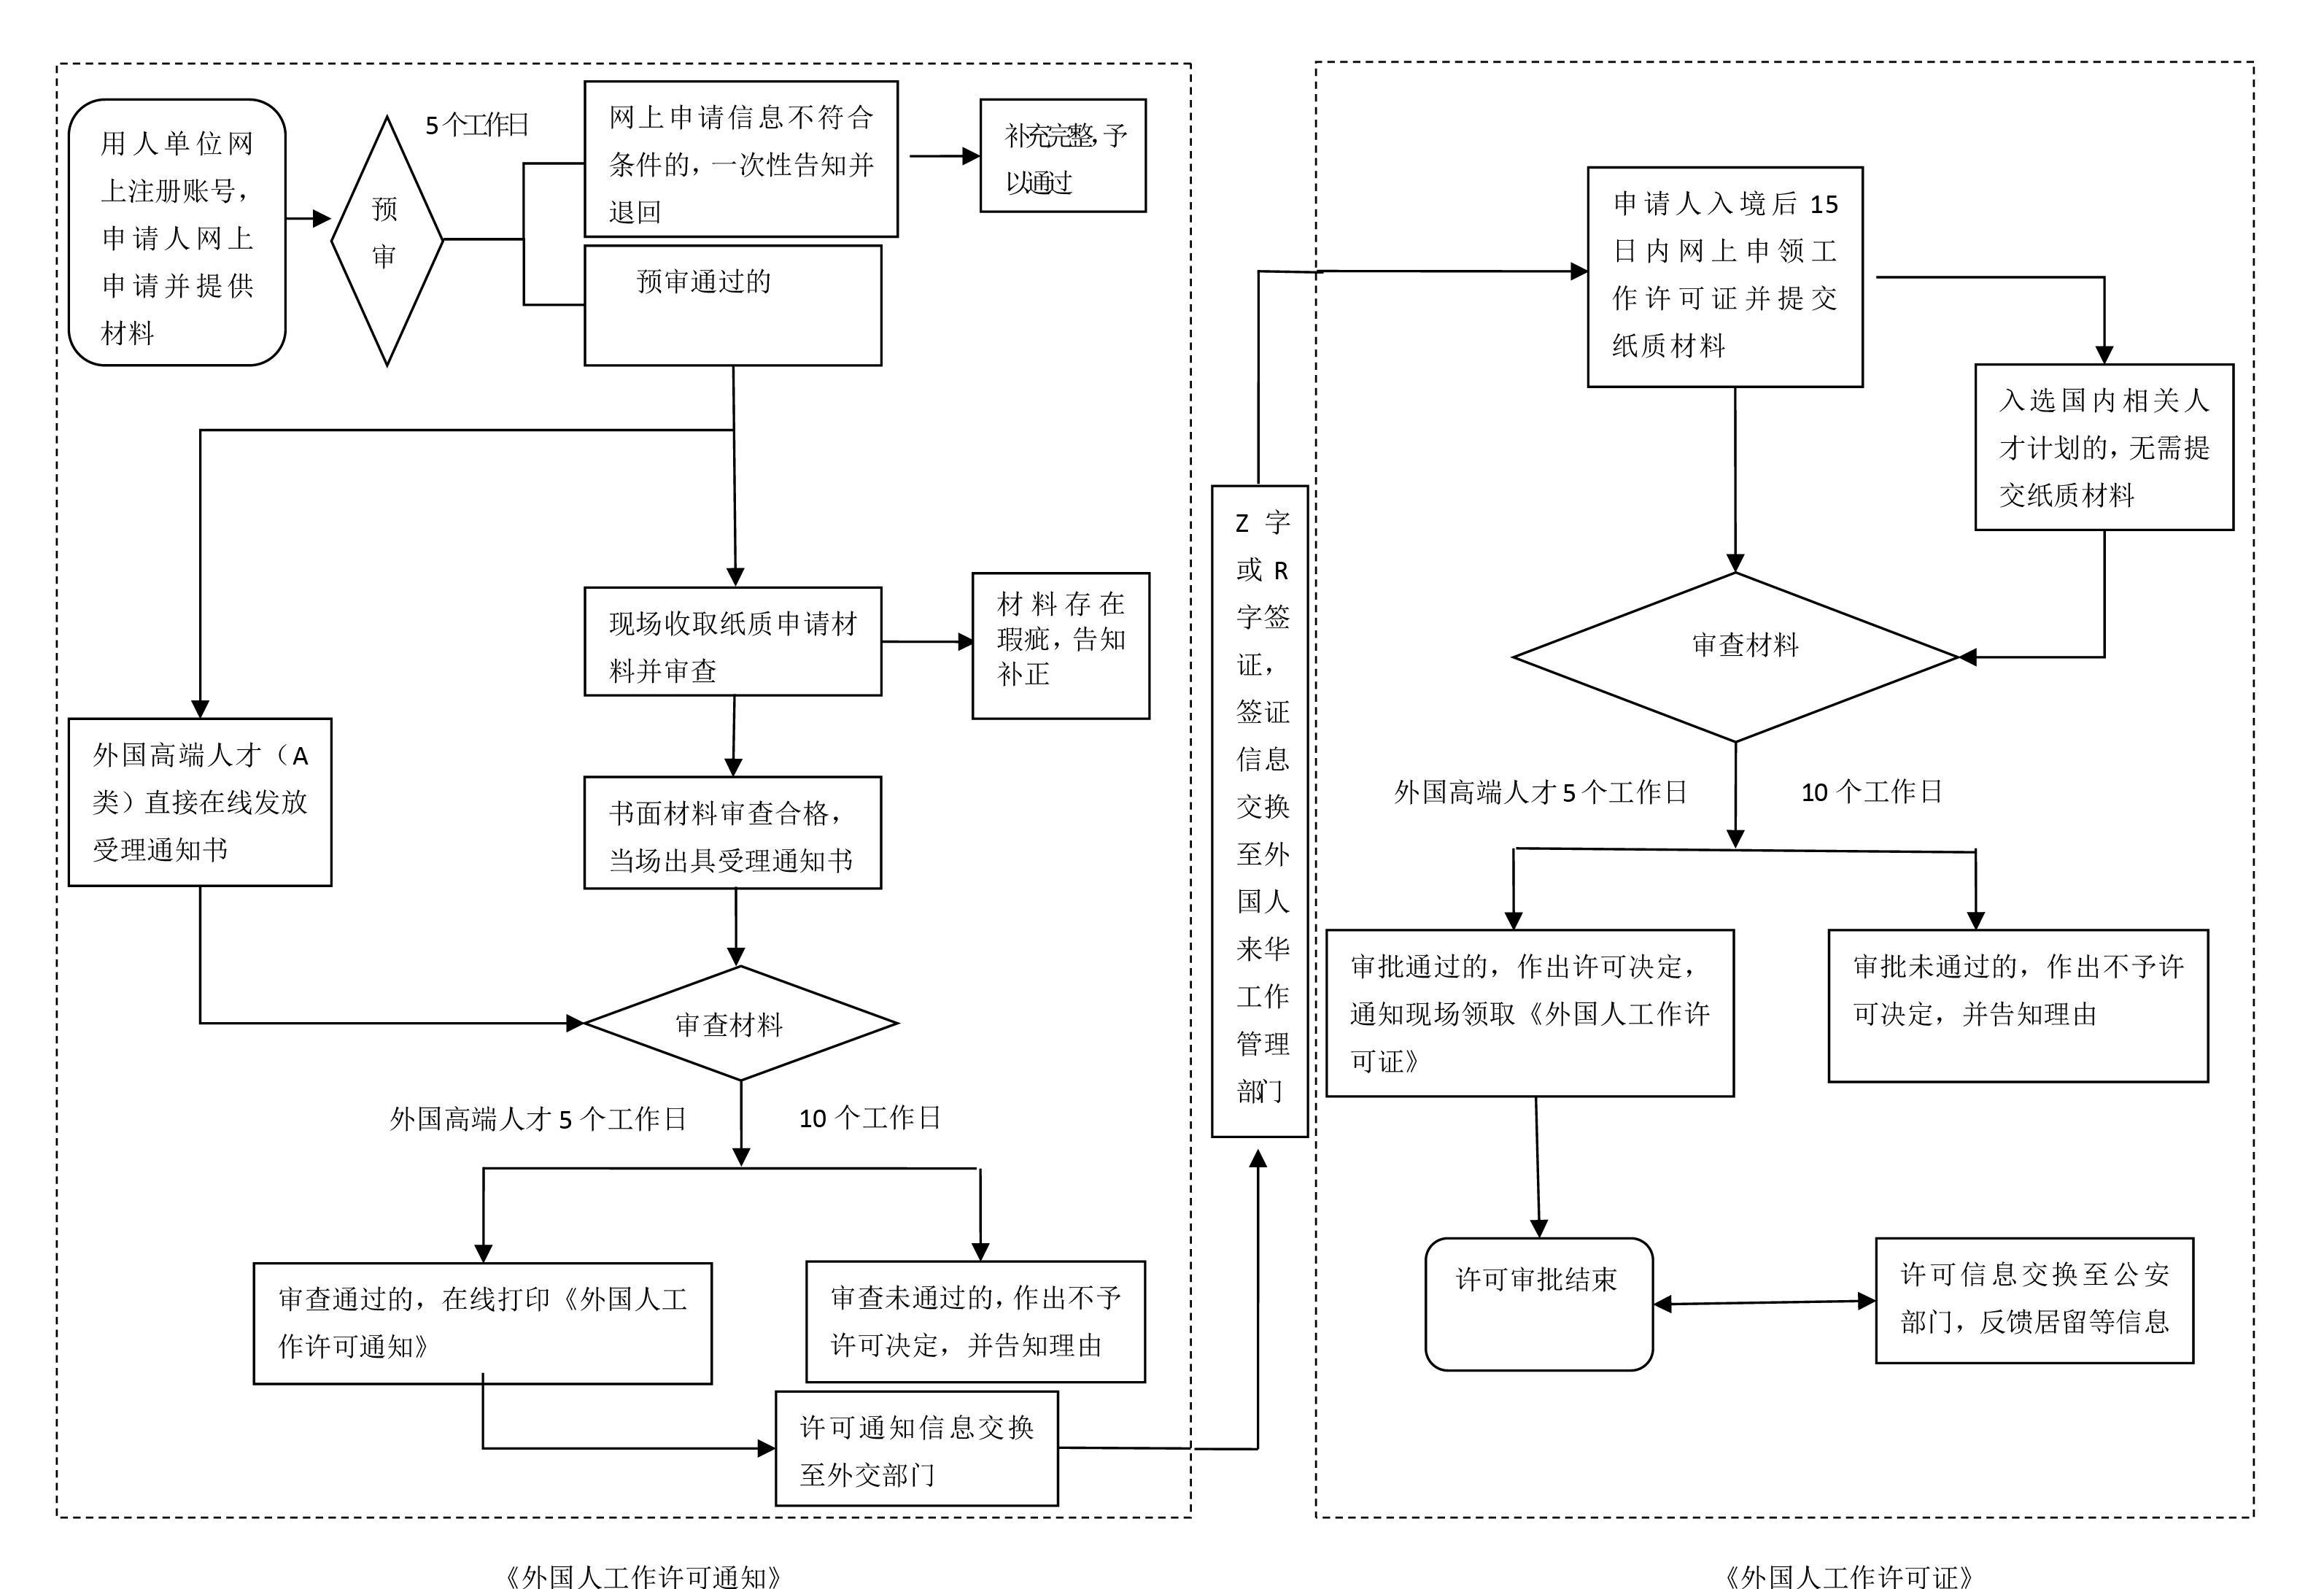 用人单位网
上注册账号，
申请人网上
申请并提供
材料
预
审
5个工作日
网上申请信息不符合
条件的，一次性告知并
退回
补充完整，予
以通过
预审通过的
现场收取纸质申请材
料并审查
材料存在
瑕疵，告知
补正
外国高端人才（A
类）直接在线发放
受理通知书
书面材料审查合格，
当场出具受理通知书
审查材料
外国高端人才 5 个工作日
10 个工作日
审查通过的，在线打印《外国人工
作许可通知》
审查未通过的，作出不予
许可决定，并告知理由
许可通知信息交换
至外交部门
Z 字
或 R
字签
证，
签证
信息
交换
至外
国人
来华
工作
管理
部门
申请人入境后 15
日内网上申领工
作许可证并提交
纸质材料
入选国内相关人
才计划的，无需提
交纸质材料
审查材料
外国高端人才 5 个工作日
10 个工作日
审批通过的，作出许可决定，
通知现场领取《外国人工作许
可证》
审批未通过的，作出不予许
可决定，并告知理由
许可审批结束
许可信息交换至公安
部门，反馈居留等信息
《外国人工作许可通知》
《外国人工作许可证》